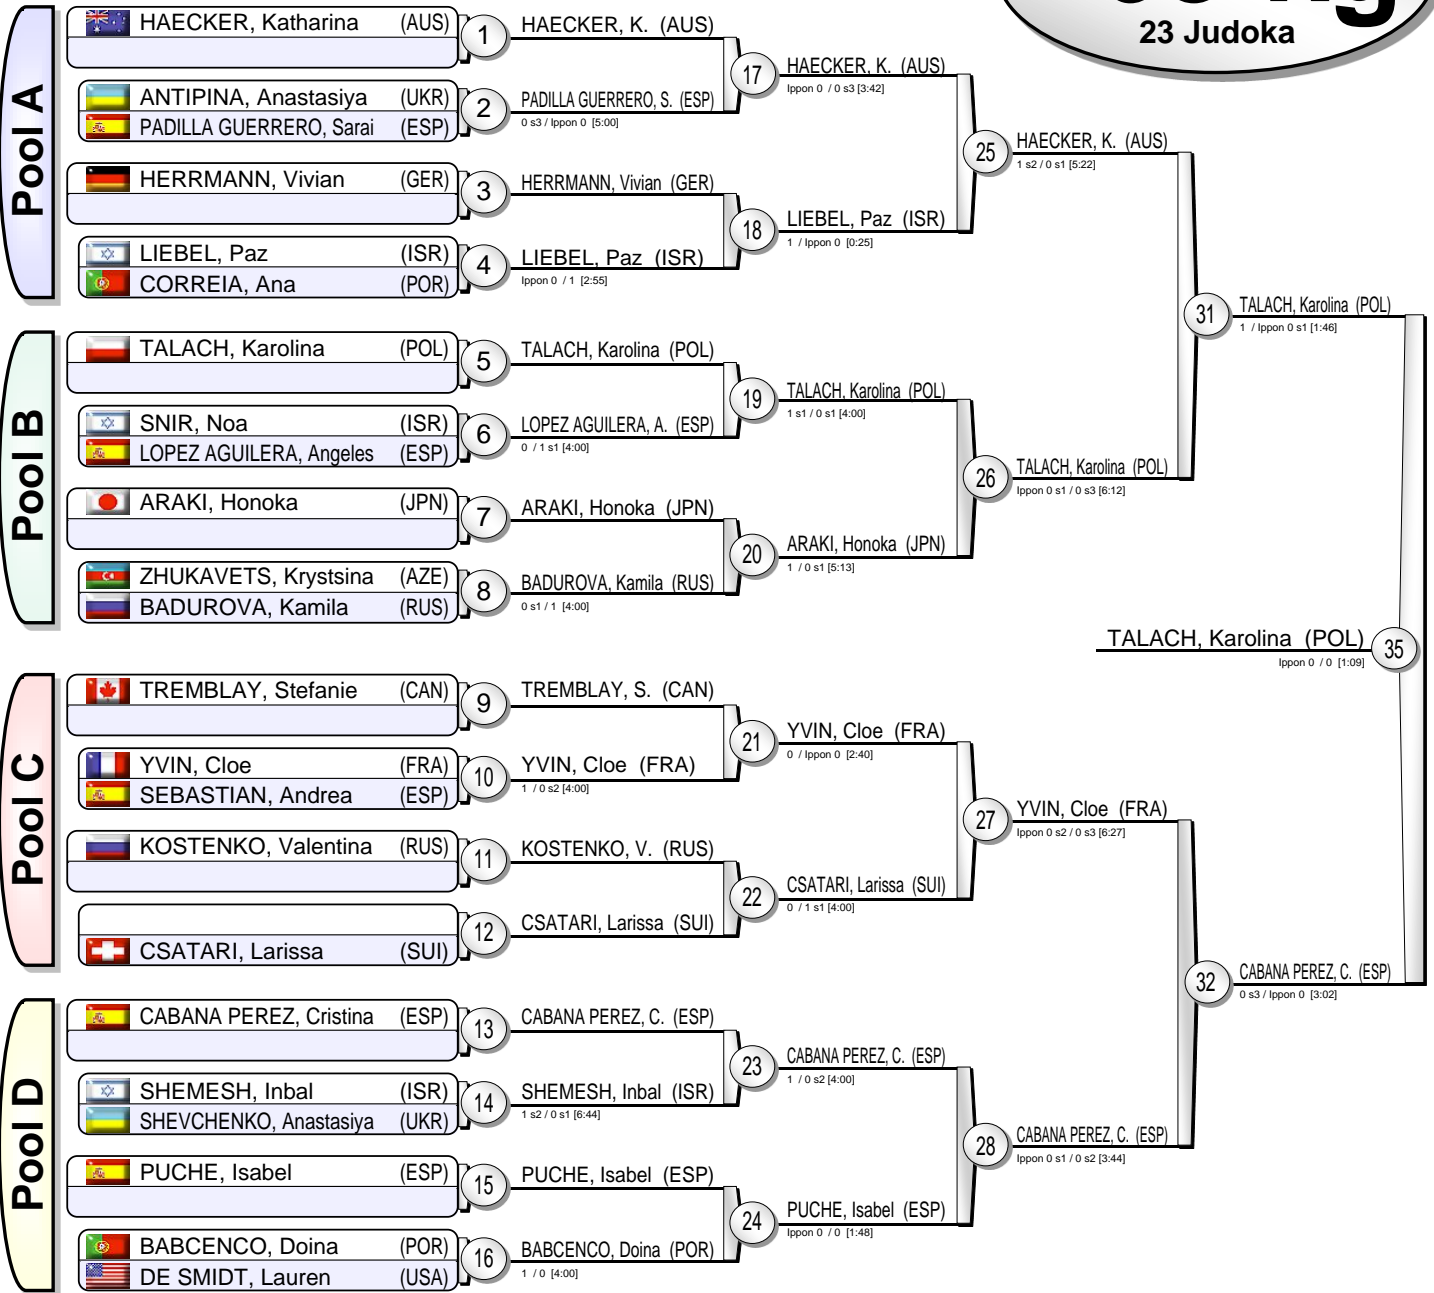 23 Judoka
Pool A
HAECKER, Katharina (AUS)
1
HAECKER, K. (AUS)
ANTIPINA, Anastasiya (UKR)
PADILLA GUERRERO, Sarai (ESP)
2
PADILLA GUERRERO, S. (ESP)
0 s3 / Ippon 0 [5:00]
17
HAECKER, K. (AUS)
Ippon 0 / 0 s3 [3:42]
HERRMANN, Vivian (GER)
3
HERRMANN, Vivian (GER)
LIEBEL, Paz (ISR)
CORREIA, Ana (POR)
4
LIEBEL, Paz (ISR)
Ippon 0 / 1 [2:55]
18
LIEBEL, Paz (ISR)
1 / Ippon 0 [0:25]
25
HAECKER, K. (AUS)
1 s2 / 0 s1 [5:22]
Pool B
TALACH, Karolina (POL)
5
TALACH, Karolina (POL)
SNIR, Noa (ISR)
LOPEZ AGUILERA, Angeles (ESP)
6
LOPEZ AGUILERA, A. (ESP)
0 / 1 s1 [4:00]
19
TALACH, Karolina (POL)
1 s1 / 0 s1 [4:00]
ARAKI, Honoka (JPN)
7
ARAKI, Honoka (JPN)
ZHUKAVETS, Krystsina (AZE)
BADUROVA, Kamila (RUS)
8
BADUROVA, Kamila (RUS)
0 s1 / 1 [4:00]
20
ARAKI, Honoka (JPN)
1 / 0 s1 [5:13]
26
TALACH, Karolina (POL)
Ippon 0 s1 / 0 s3 [6:12]
31
TALACH, Karolina (POL)
1 / Ippon 0 s1 [1:46]
Pool C
TREMBLAY, Stefanie (CAN)
9
TREMBLAY, S. (CAN)
YVIN, Cloe (FRA)
SEBASTIAN, Andrea (ESP)
10
YVIN, Cloe (FRA)
1 / 0 s2 [4:00]
21
YVIN, Cloe (FRA)
0 / Ippon 0 [2:40]
KOSTENKO, Valentina (RUS)
11
KOSTENKO, V. (RUS)
CSATARI, Larissa (SUI)
12
CSATARI, Larissa (SUI)
22
CSATARI, Larissa (SUI)
0 / 1 s1 [4:00]
27
YVIN, Cloe (FRA)
Ippon 0 s2 / 0 s3 [6:27]
Pool D
CABANA PEREZ, Cristina (ESP)
13
CABANA PEREZ, C. (ESP)
SHEMESH, Inbal (ISR)
SHEVCHENKO, Anastasiya (UKR)
14
SHEMESH, Inbal (ISR)
1 s2 / 0 s1 [6:44]
23
CABANA PEREZ, C. (ESP)
1 / 0 s2 [4:00]
PUCHE, Isabel (ESP)
15
PUCHE, Isabel (ESP)
BABCENCO, Doina (POR)
DE SMIDT, Lauren (USA)
16
BABCENCO, Doina (POR)
1 / 0 [4:00]
24
PUCHE, Isabel (ESP)
Ippon 0 / 0 [1:48]
28
CABANA PEREZ, C. (ESP)
Ippon 0 s1 / 0 s2 [3:44]
32
CABANA PEREZ, C. (ESP)
0 s3 / Ippon 0 [3:02]
TALACH, Karolina (POL)
Ippon 0 / 0 [1:09]
35